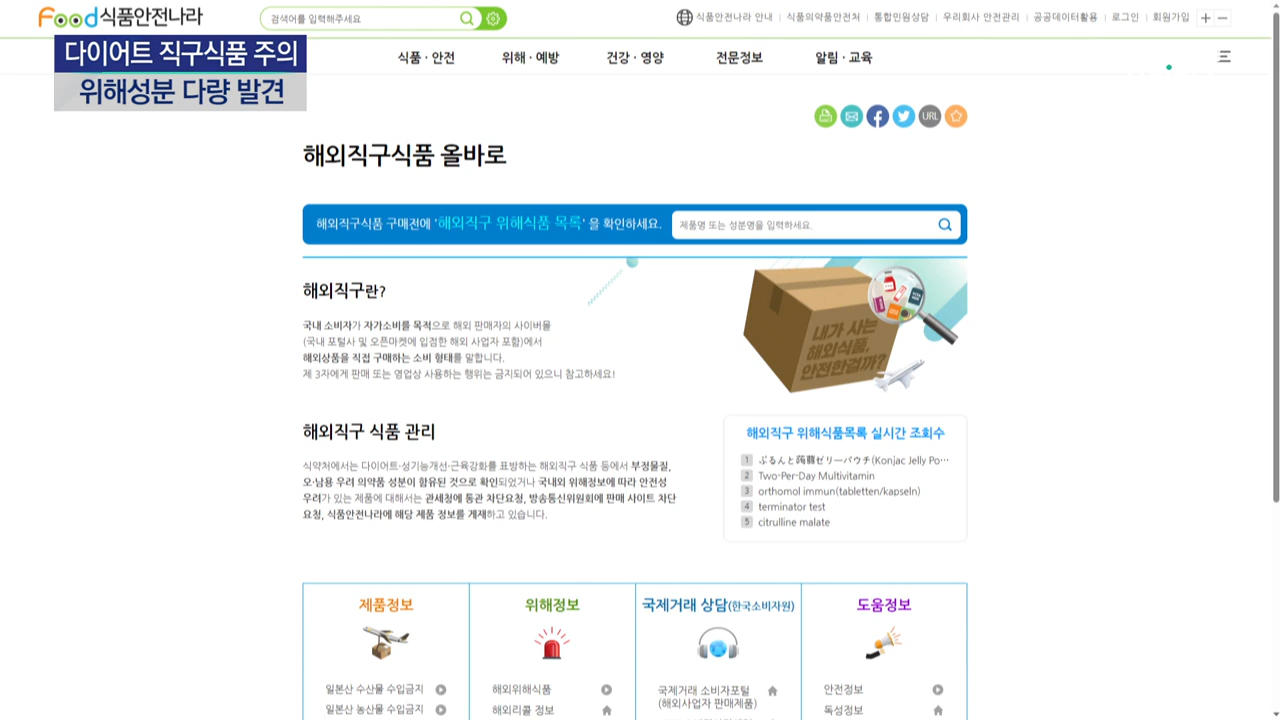 Food식품안전나라
검색어를 입력해주세요
식품안전나라 안내 식품의약품안전처 통합민원상담 우리회사 안전관리 공공데이터활용 로그인 회원가입
다이어트 직구식품 주의
위해성분 다량 발견
식품·안전 위해·예방 건강·영양 전문정보 알림·교육
URL
해외직구식품 올바로
해외직구식품 구매전에 '해외직구 위해식품 목록' 을 확인하세요.
제품명 또는 성분명을 입력하세요.
해외직구란?
국내 소비자가 자가소비를 목적으로 해외 판매자의 사이버몰
(국내 포털사 및 오픈마켓에 입점한 해외 사업자 포함)에서
해외상품을 직접 구매하는 소비 형태를 말합니다.
제 3자에게 판매 또는 영업상 사용하는 행위는 금지되어 있으니 참고하세요!
내가 사는
해외식품,
안전한걸까?
해외직구 식품 관리
식약처에서는 다이어트·성기능개선·근육강화를 표방하는 해외직구 식품 등에서 부정물질,
오·남용 우려 의약품 성분이 함유된 것으로 확인되었거나 국내외 위해정보에 따라 안전성
우려가 있는 제품에 대해서는 관세청에 통관 차단요청, 방송통신위원회에 판매 사이트 차단
요청, 식품안전나라에 해당 제품 정보를 게재하고 있습니다.
해외직구 위해식품목록 실시간 조회수
1 ぷるんと蒟蒻ゼリーパウチ(Konjac Jelly Po···
2 Two-Per-Day Multivitamin
3 orthomol immun(tabletten/kapseln)
4 terminator test
5 citrulline malate
제품정보
일본산 수산물 수입금지
일본산 농산물 수입금지
위해정보
해외위해식품
해외리콜 정보
국제거래 상담(한국소비자원)
국제거래 소비자포털
(해외사업자 판매제품)
도움정보
안전정보
독성정보